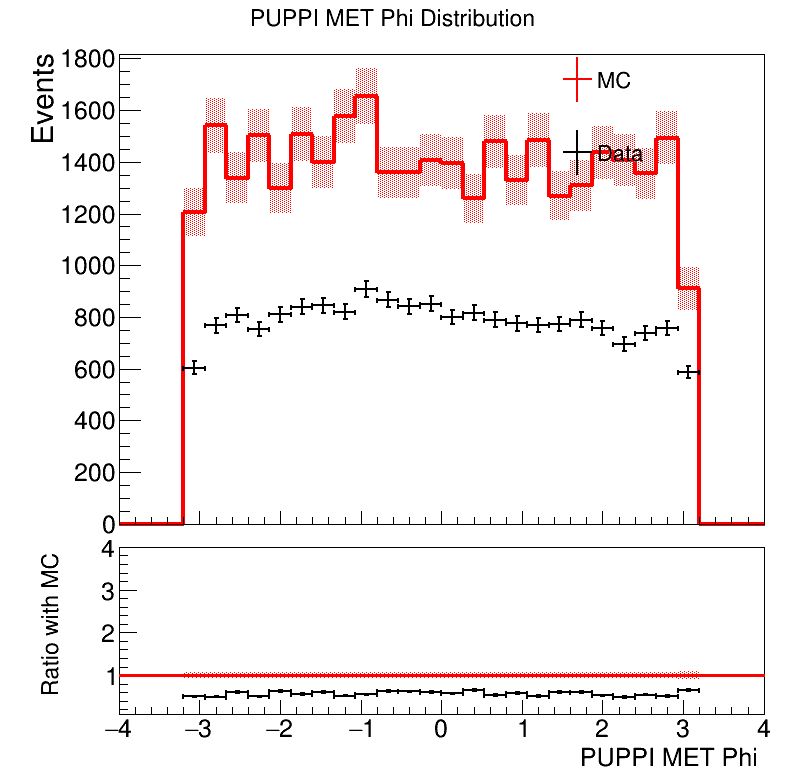 PUPPI MET Phi Distribution
Events
1800
1600
1400
1200
1000
800
600
400
200
0
MC
Data
Ratio with MC
4
3
2
1
−4 −3 −2 −1 0 1 2 3 4
PUPPI MET Phi